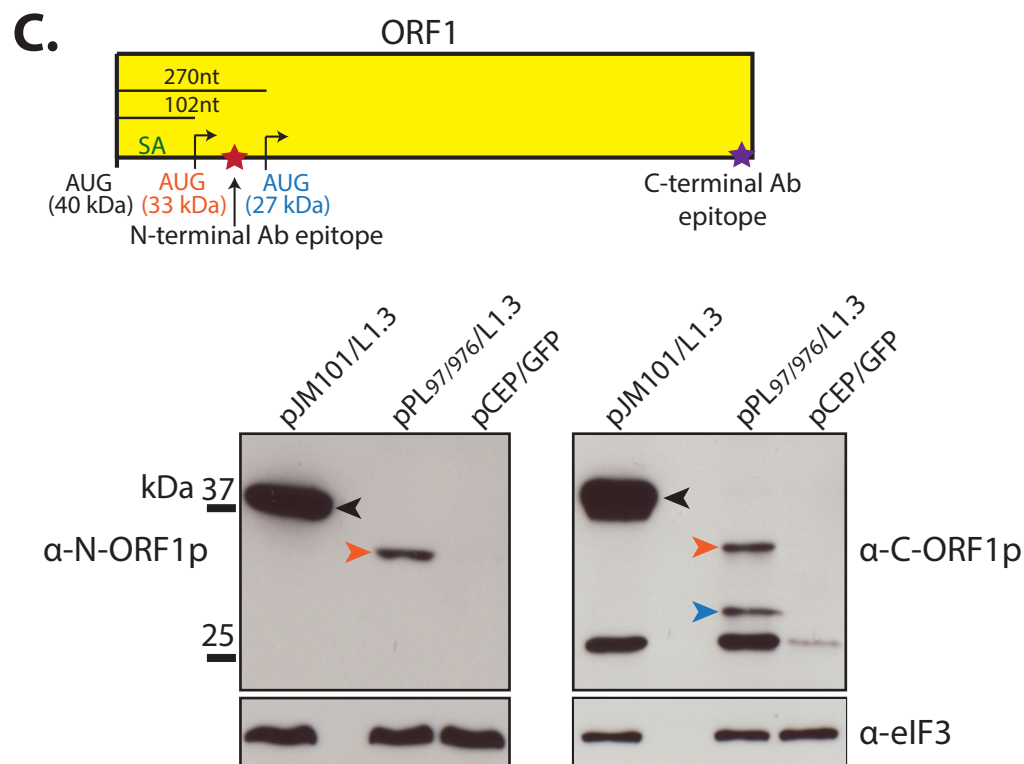 C.
ORF1
270nt
102nt
SA
AUG AUG AUG
(40 kDa) (33 kDa) (27 kDa)
N-terminal Ab epitope
C-terminal Ab
epitope
pJM101/L1.3 pPL97/976/L1.3 pCEP/GFP pJM101/L1.3 pPL97/976/L1.3 pCEP/GFP
kDa 37
α-N-ORF1p α-C-ORF1p
25
α-eIF3